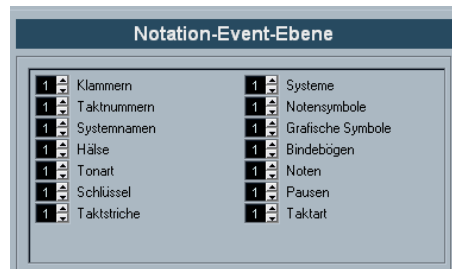 Notation-Event-Ebene
1 Klammern
1 Taktnummern
1 Systemnamen
1 Hälse
1 Tonart
1 Schlüssel
1 Taktstriche
1 Systeme
1 Notensymbole
1 Grafische Symbole
1 Bindebögen
1 Noten
1 Pausen
1 Taktart